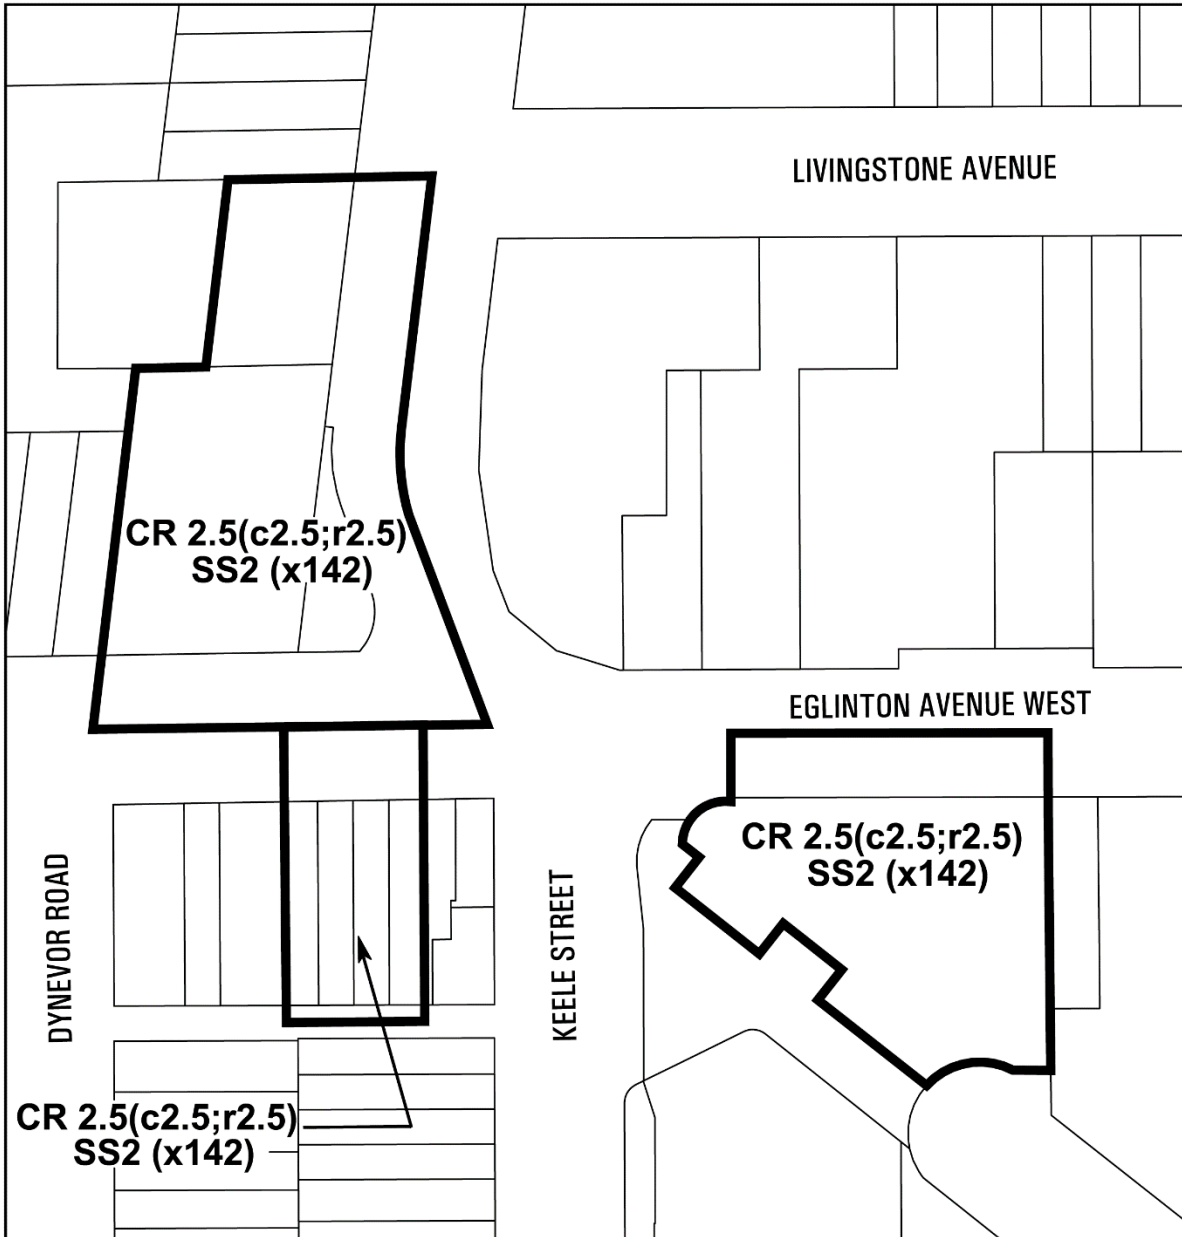 LIVINGSTONE AVENUE
CR 2.5(c2.5;r2.5)
SS2 (x142)
EGLINTON AVENUE WEST
CR 2.5(c2.5;r2.5)
SS2 (x142)
DYNEVOR ROAD
KEELE STREET
CR 2.5(c2.5;r2.5)
SS2 (x142)